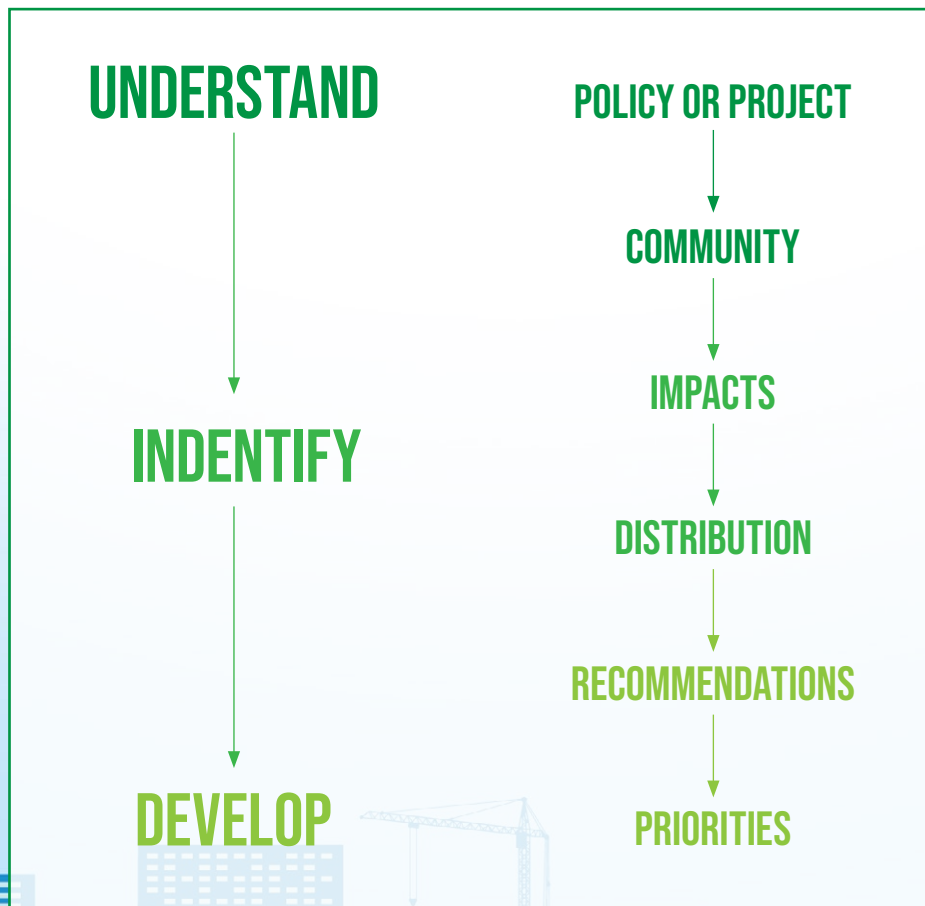 UNDERSTAND
INDENTIFY
DEVELOP
POLICY OR PROJECT
COMMUNITY
IMPACTS
DISTRIBUTION
RECOMMENDATIONS
PRIORITIES